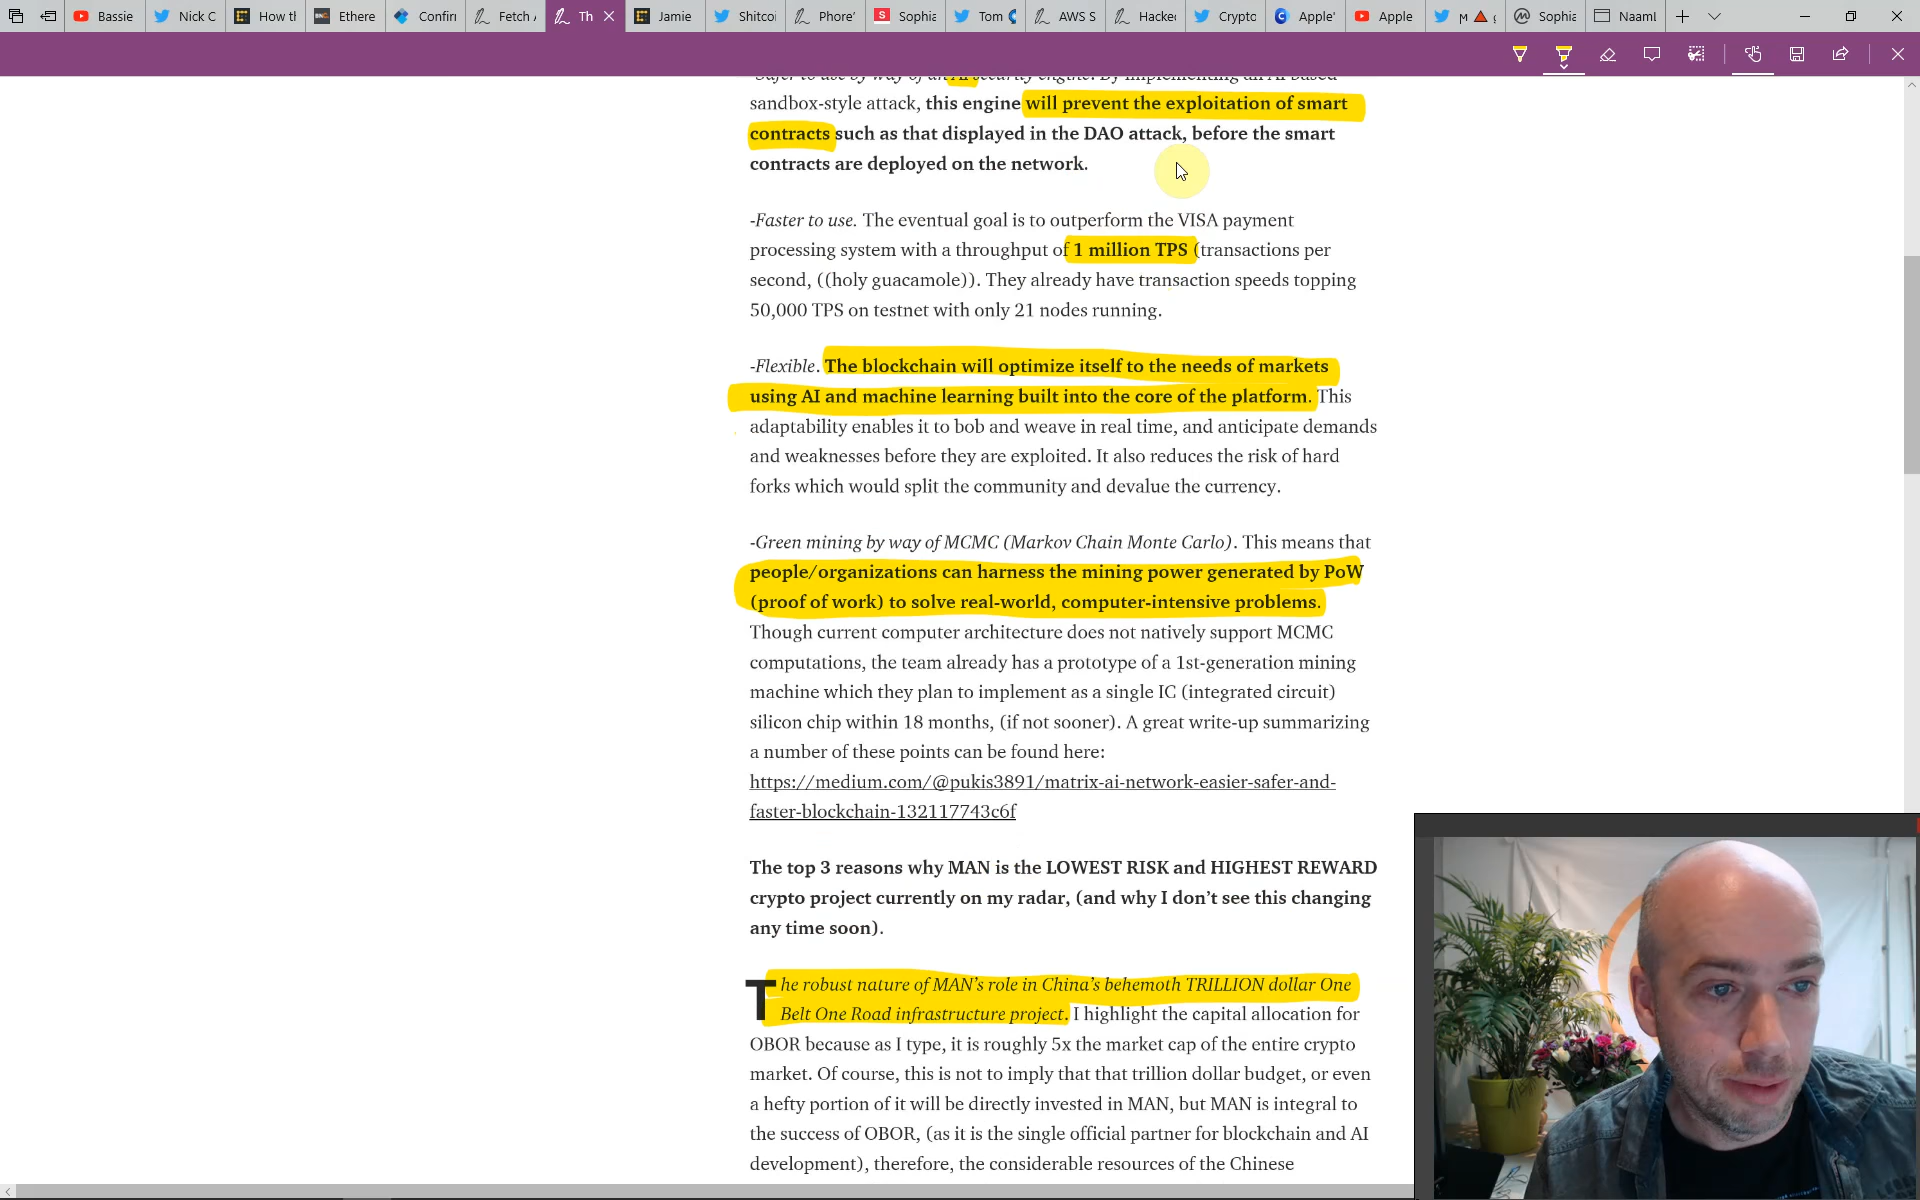 Bassie
Nick C
How th
Ethere
Confirr
Fetch A
Th
Jamie
Shitcoi
Phore'
Sophia
Tom
AWS S
Hacke
Crypto
Apple'
Apple
M
Sophia
Naaml
-Safer to use by way of an AI security engine. By implementing an AI-based
sandbox-style attack, this engine will prevent the exploitation of smart
contracts such as that displayed in the DAO attack, before the smart
contracts are deployed on the network.
-Faster to use. The eventual goal is to outperform the VISA payment
processing system with a throughput of 1 million TPS (transactions per
second, ((holy guacamole)). They already have transaction speeds topping
50,000 TPS on testnet with only 21 nodes running.
-Flexible. The blockchain will optimize itself to the needs of markets
using AI and machine learning built into the core of the platform. This
adaptability enables it to bob and weave in real time, and anticipate demands
and weaknesses before they are exploited. It also reduces the risk of hard
forks which would split the community and devalue the currency.
-Green mining by way of MCMC (Markov Chain Monte Carlo). This means that
people/organizations can harness the mining power generated by PoW
(proof of work) to solve real-world, computer-intensive problems.
Though current computer architecture does not natively support MCMC
computations, the team already has a prototype of a 1st-generation mining
machine which they plan to implement as a single IC (integrated circuit)
silicon chip within 18 months, (if not sooner). A great write-up summarizing
a number of these points can be found here:
https://medium.com/@pukis3891/matrix-ai-network-easier-safer-and-
faster-blockchain-132117743c6f
The top 3 reasons why MAN is the LOWEST RISK and HIGHEST REWARD
crypto project currently on my radar, (and why I don't see this changing
any time soon).
The robust nature of MAN's role in China's behemoth TRILLION dollar One
Belt One Road infrastructure project. I highlight the capital allocation for
OBOR because as I type, it is roughly 5x the market cap of the entire crypto
market. Of course, this is not to imply that that trillion dollar budget, or even
a hefty portion of it will be directly invested in MAN, but MAN is integral to
the success of OBOR, (as it is the single official partner for blockchain and AI
development), therefore, the considerable resources of the Chinese